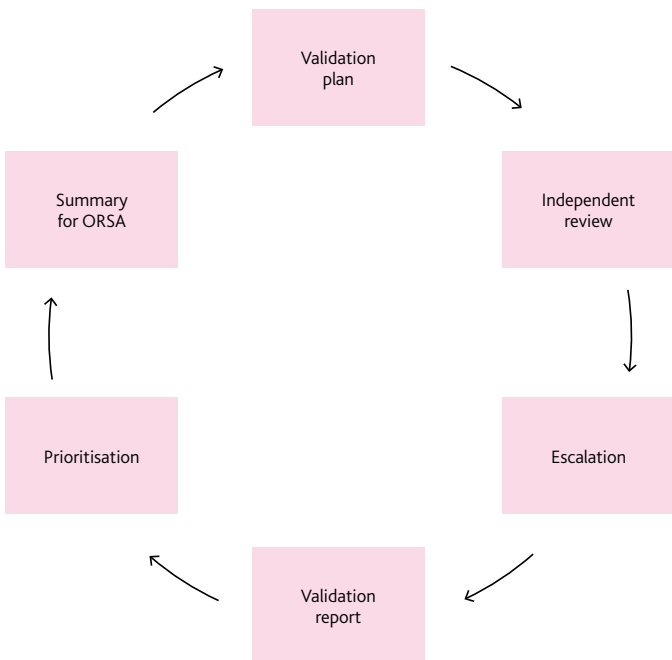 Validation
plan
Independent
review
Escalation
Validation
report
Prioritisation
Summary
for ORSA